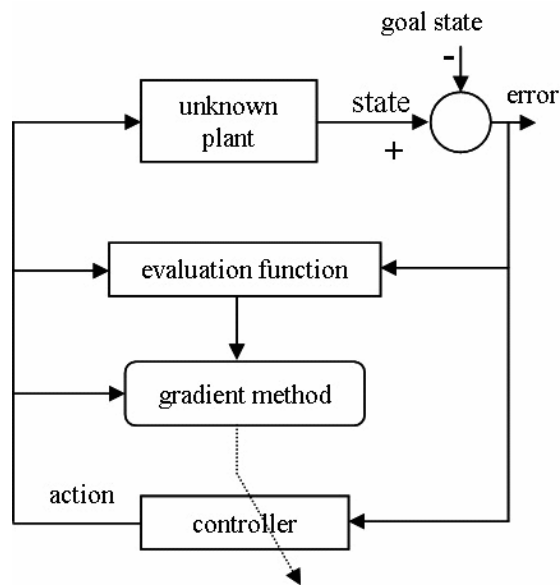 goal state
-
unknown
plant
state
+
error
evaluation function
gradient method
action
controller